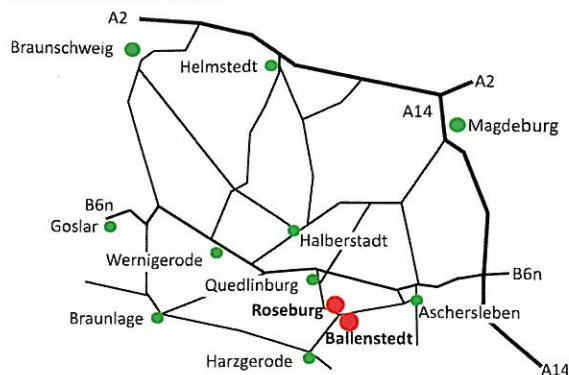 A2
Braunschweig
Helmstedt
A2
A14
Magdeburg
B6n
Goslar
Halberstadt
Wernigerode
B6n
Quedlinburg
Roseburg
Aschersleben
Braunlage
Ballenstedt
Harzgerode
A14